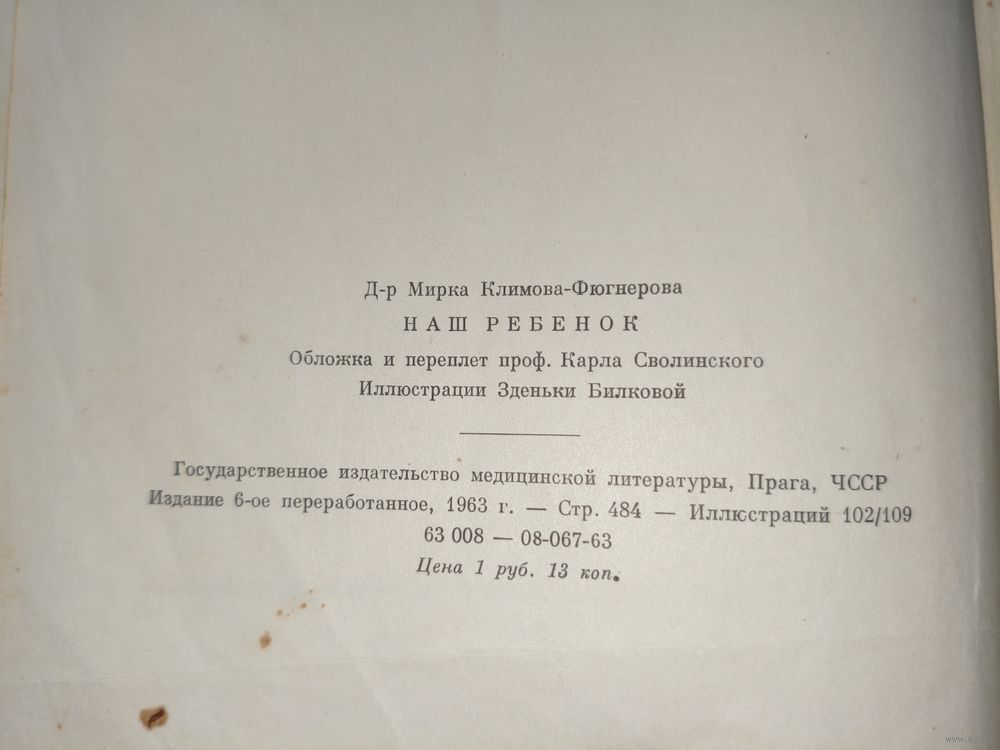 Д-р Мирка Климова-Фюгнерова
НАШ РЕБЕНОК
Обложка и переплет проф. Карла Сволинского
Иллюстрации Зденьки Билковой
Государственное издательство медицинской литературы, Прага, ЧССР
Издание 6-ое переработанное, 1963 г. — Стр. 484 — Иллюстраций 102/109
63 008 — 08-067-63
Цена 1 руб. 13 коп.